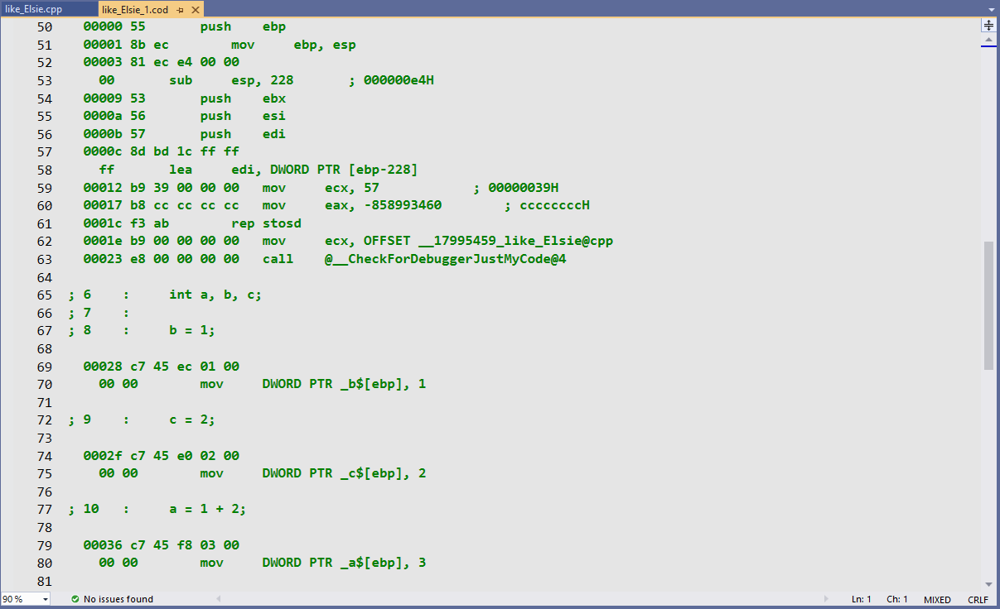 like_Elsie.cpp like_Elsie_1.cod
50 00000 55 push ebp
51 00001 8b ec mov ebp, esp
52 00003 81 ec e4 00 00
53 00 sub esp, 228 ; 000000e4H
54 00009 53 push ebx
55 0000a 56 push esi
56 0000b 57 push edi
57 0000c 8d bd 1c ff ff
58 ff lea edi, DWORD PTR [ebp-228]
59 00012 b9 39 00 00 00 mov ecx, 57 ; 00000039H
60 00017 b8 cc cc cc cc mov eax, -858993460 ; ccccccccH
61 0001c f3 ab rep stosd
62 0001e b9 00 00 00 00 mov ecx, OFFSET __17995459_like_Elsie@cpp
63 00023 e8 00 00 00 00 call @__CheckForDebuggerJustMyCode@4
64
65 ; 6 : int a, b, c;
66 ; 7 :
67 ; 8 : b = 1;
68
69 00028 c7 45 ec 01 00
70 00 00 mov DWORD PTR _b$[ebp], 1
71
72 ; 9 : c = 2;
73
74 0002f c7 45 e0 02 00
75 00 00 mov DWORD PTR _c$[ebp], 2
76
77 ; 10 : a = 1 + 2;
78
79 00036 c7 45 f8 03 00
80 00 00 mov DWORD PTR _a$[ebp], 3
81
90 % No issues found Ln: 1 Ch: 1 MIXED CRLF